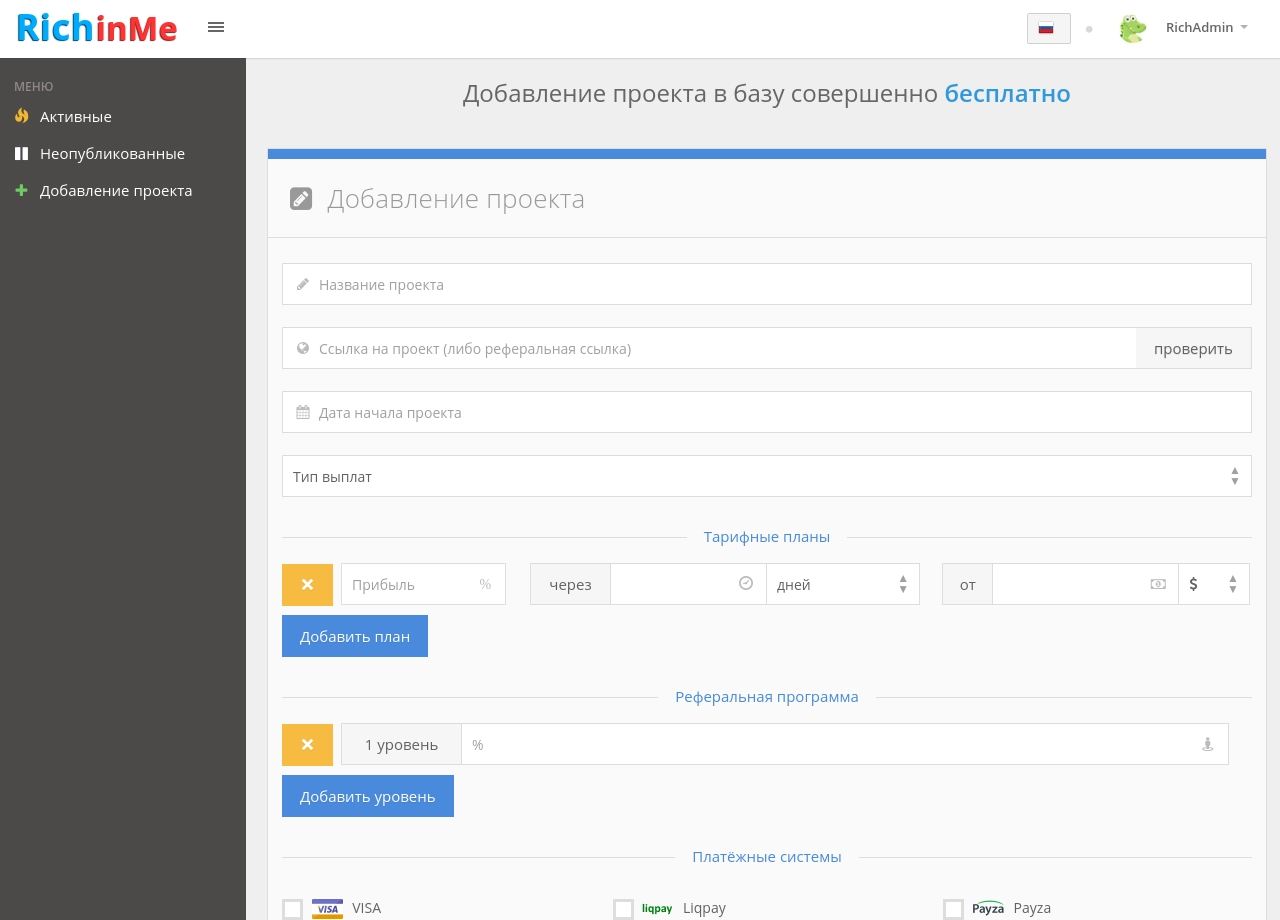 RichinMe
RichAdmin
МЕНЮ
Активные
Неопубликованные
Добавление проекта
Добавление проекта в базу совершенно бесплатно
Добавление проекта
Название проекта
Ссылка на проект (либо реферальная ссылка) проверить
Дата начала проекта
Тип выплат
Тарифные планы
Прибыль % через дней от $
Добавить план
Реферальная программа
1 уровень %
Добавить уровень
Платёжные системы
VISA VISA liqpay Liqpay Payza Payza